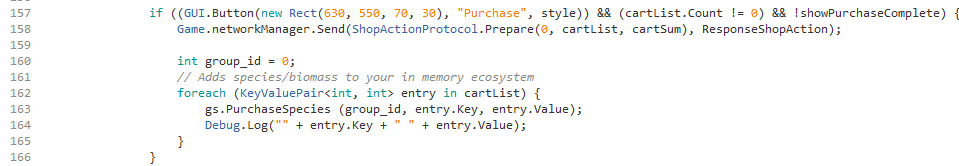 157 if ((GUI.Button(new Rect(630, 550, 70, 30), "Purchase", style)) && (cartList.Count != 0) && !showPurchaseComplete) {
158 Game.networkManager.Send(ShopActionProtocol.Prepare(0, cartList, cartSum), ResponseShopAction);
159
160 int group_id = 0;
161 // Adds species/biomass to your in memory ecosystem
162 foreach (KeyValuePair<int, int> entry in cartList) {
163 gs.PurchaseSpecies (group_id, entry.Key, entry.Value);
164 Debug.Log("" + entry.Key + " " + entry.Value);
165 }
166 }